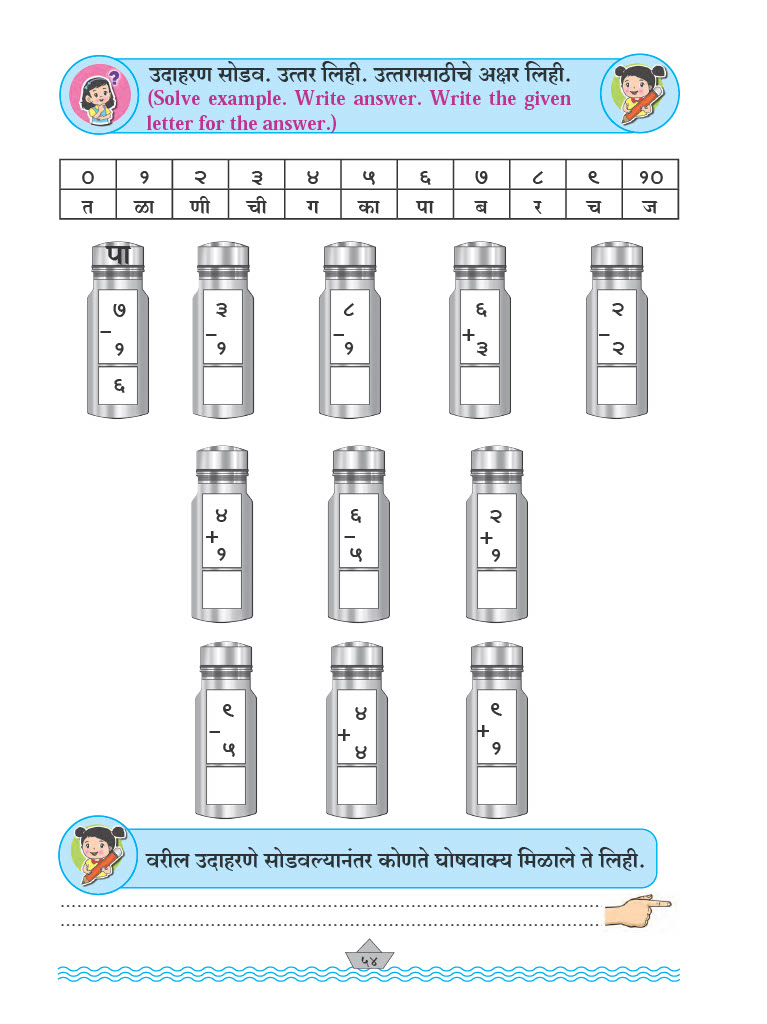 उदाहरण सोडव. उत्तर लिही. उत्तरासाठीचे अक्षर लिही.
(Solve example. Write answer. Write the given
letter for the answer.)
० १ २ ३ ४ ५ ६ ७ ८ ९ १०
त ळा णी ची ग का पा ब र च ज
पा
७ ३ ८ ६ २
− − − + −
१ १ १ ३ २
६
४ ६ २
+ − +
१ ५ १
९ ४ ९
− + +
५ ४ १
वरील उदाहरणे सोडवल्यानंतर कोणते घोषवाक्य मिळाले ते लिही.
५४